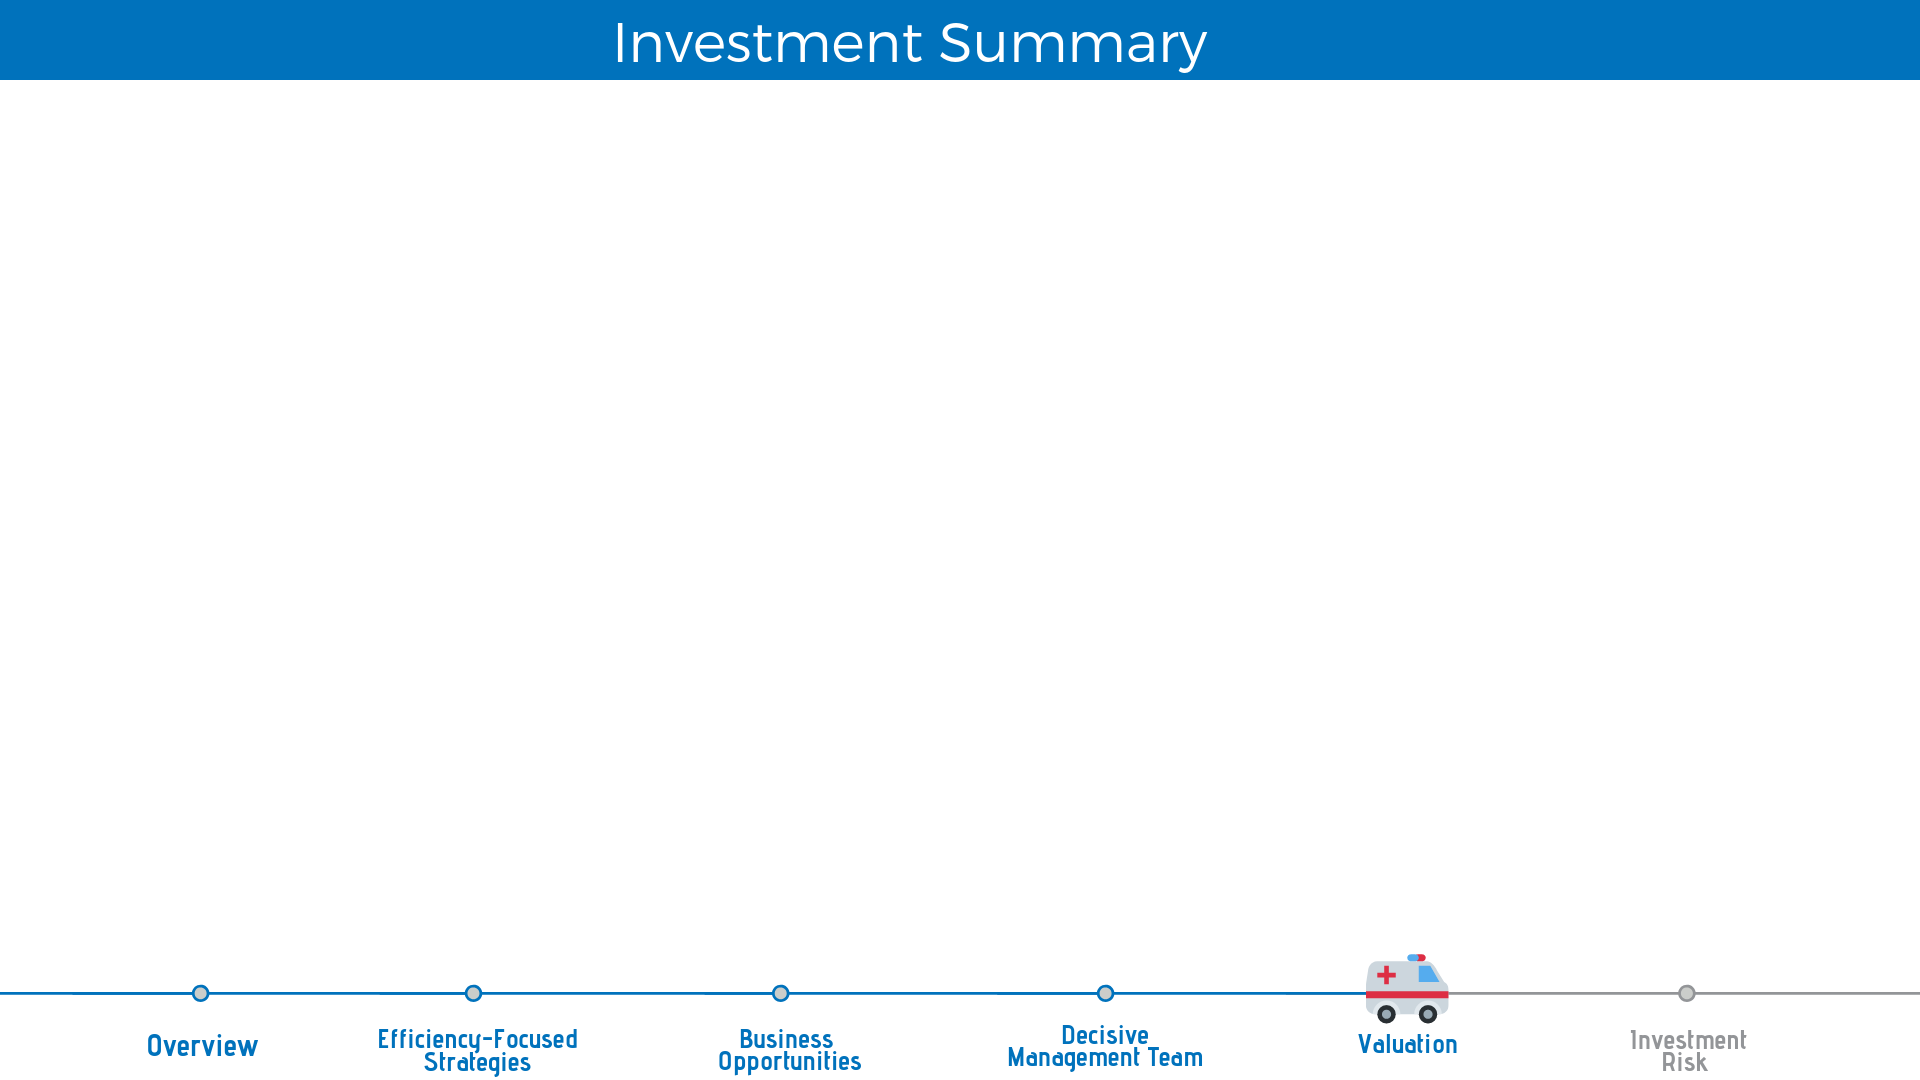 Investment Summary
Overview
Efficiency-Focused
Strategies
Business
Opportunities
Decisive
Management Team
Valuation
Investment
Risk